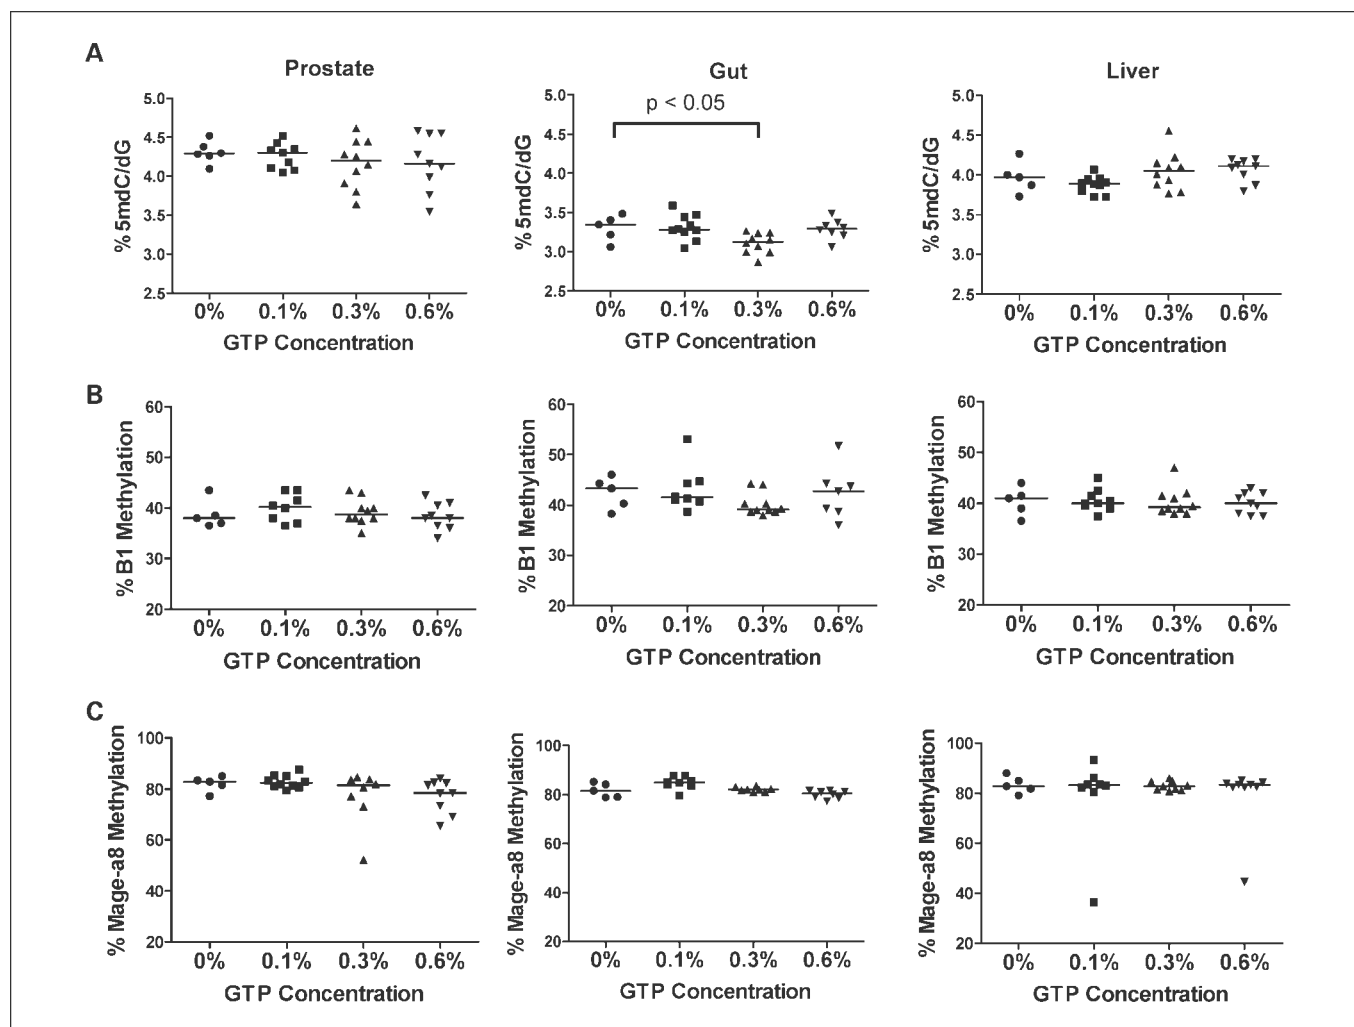 A
Prostate
Gut
Liver
% 5mdC/dG
5.0
4.5
4.0
3.5
3.0
2.5
0% 0.1% 0.3% 0.6%
GTP Concentration
% 5mdC/dG
p < 0.05
5.0
4.5
4.0
3.5
3.0
2.5
0% 0.1% 0.3% 0.6%
GTP Concentration
% 5mdC/dG
5.0
4.5
4.0
3.5
3.0
2.5
0% 0.1% 0.3% 0.6%
GTP Concentration
B
% B1 Methylation
60
50
40
30
20
0% 0.1% 0.3% 0.6%
GTP Concentration
% B1 Methylation
60
50
40
30
20
0% 0.1% 0.3% 0.6%
GTP Concentration
% B1 Methylation
60
50
40
30
20
0% 0.1% 0.3% 0.6%
GTP Concentration
C
% Mage-a8 Methylation
100
80
60
40
20
0% 0.1% 0.3% 0.6%
GTP Concentration
% Mage-a8 Methylation
100
80
60
40
20
0% 0.1% 0.3% 0.6%
GTP Concentration
% Mage-a8 Methylation
100
80
60
40
20
0% 0.1% 0.3% 0.6%
GTP Concentration